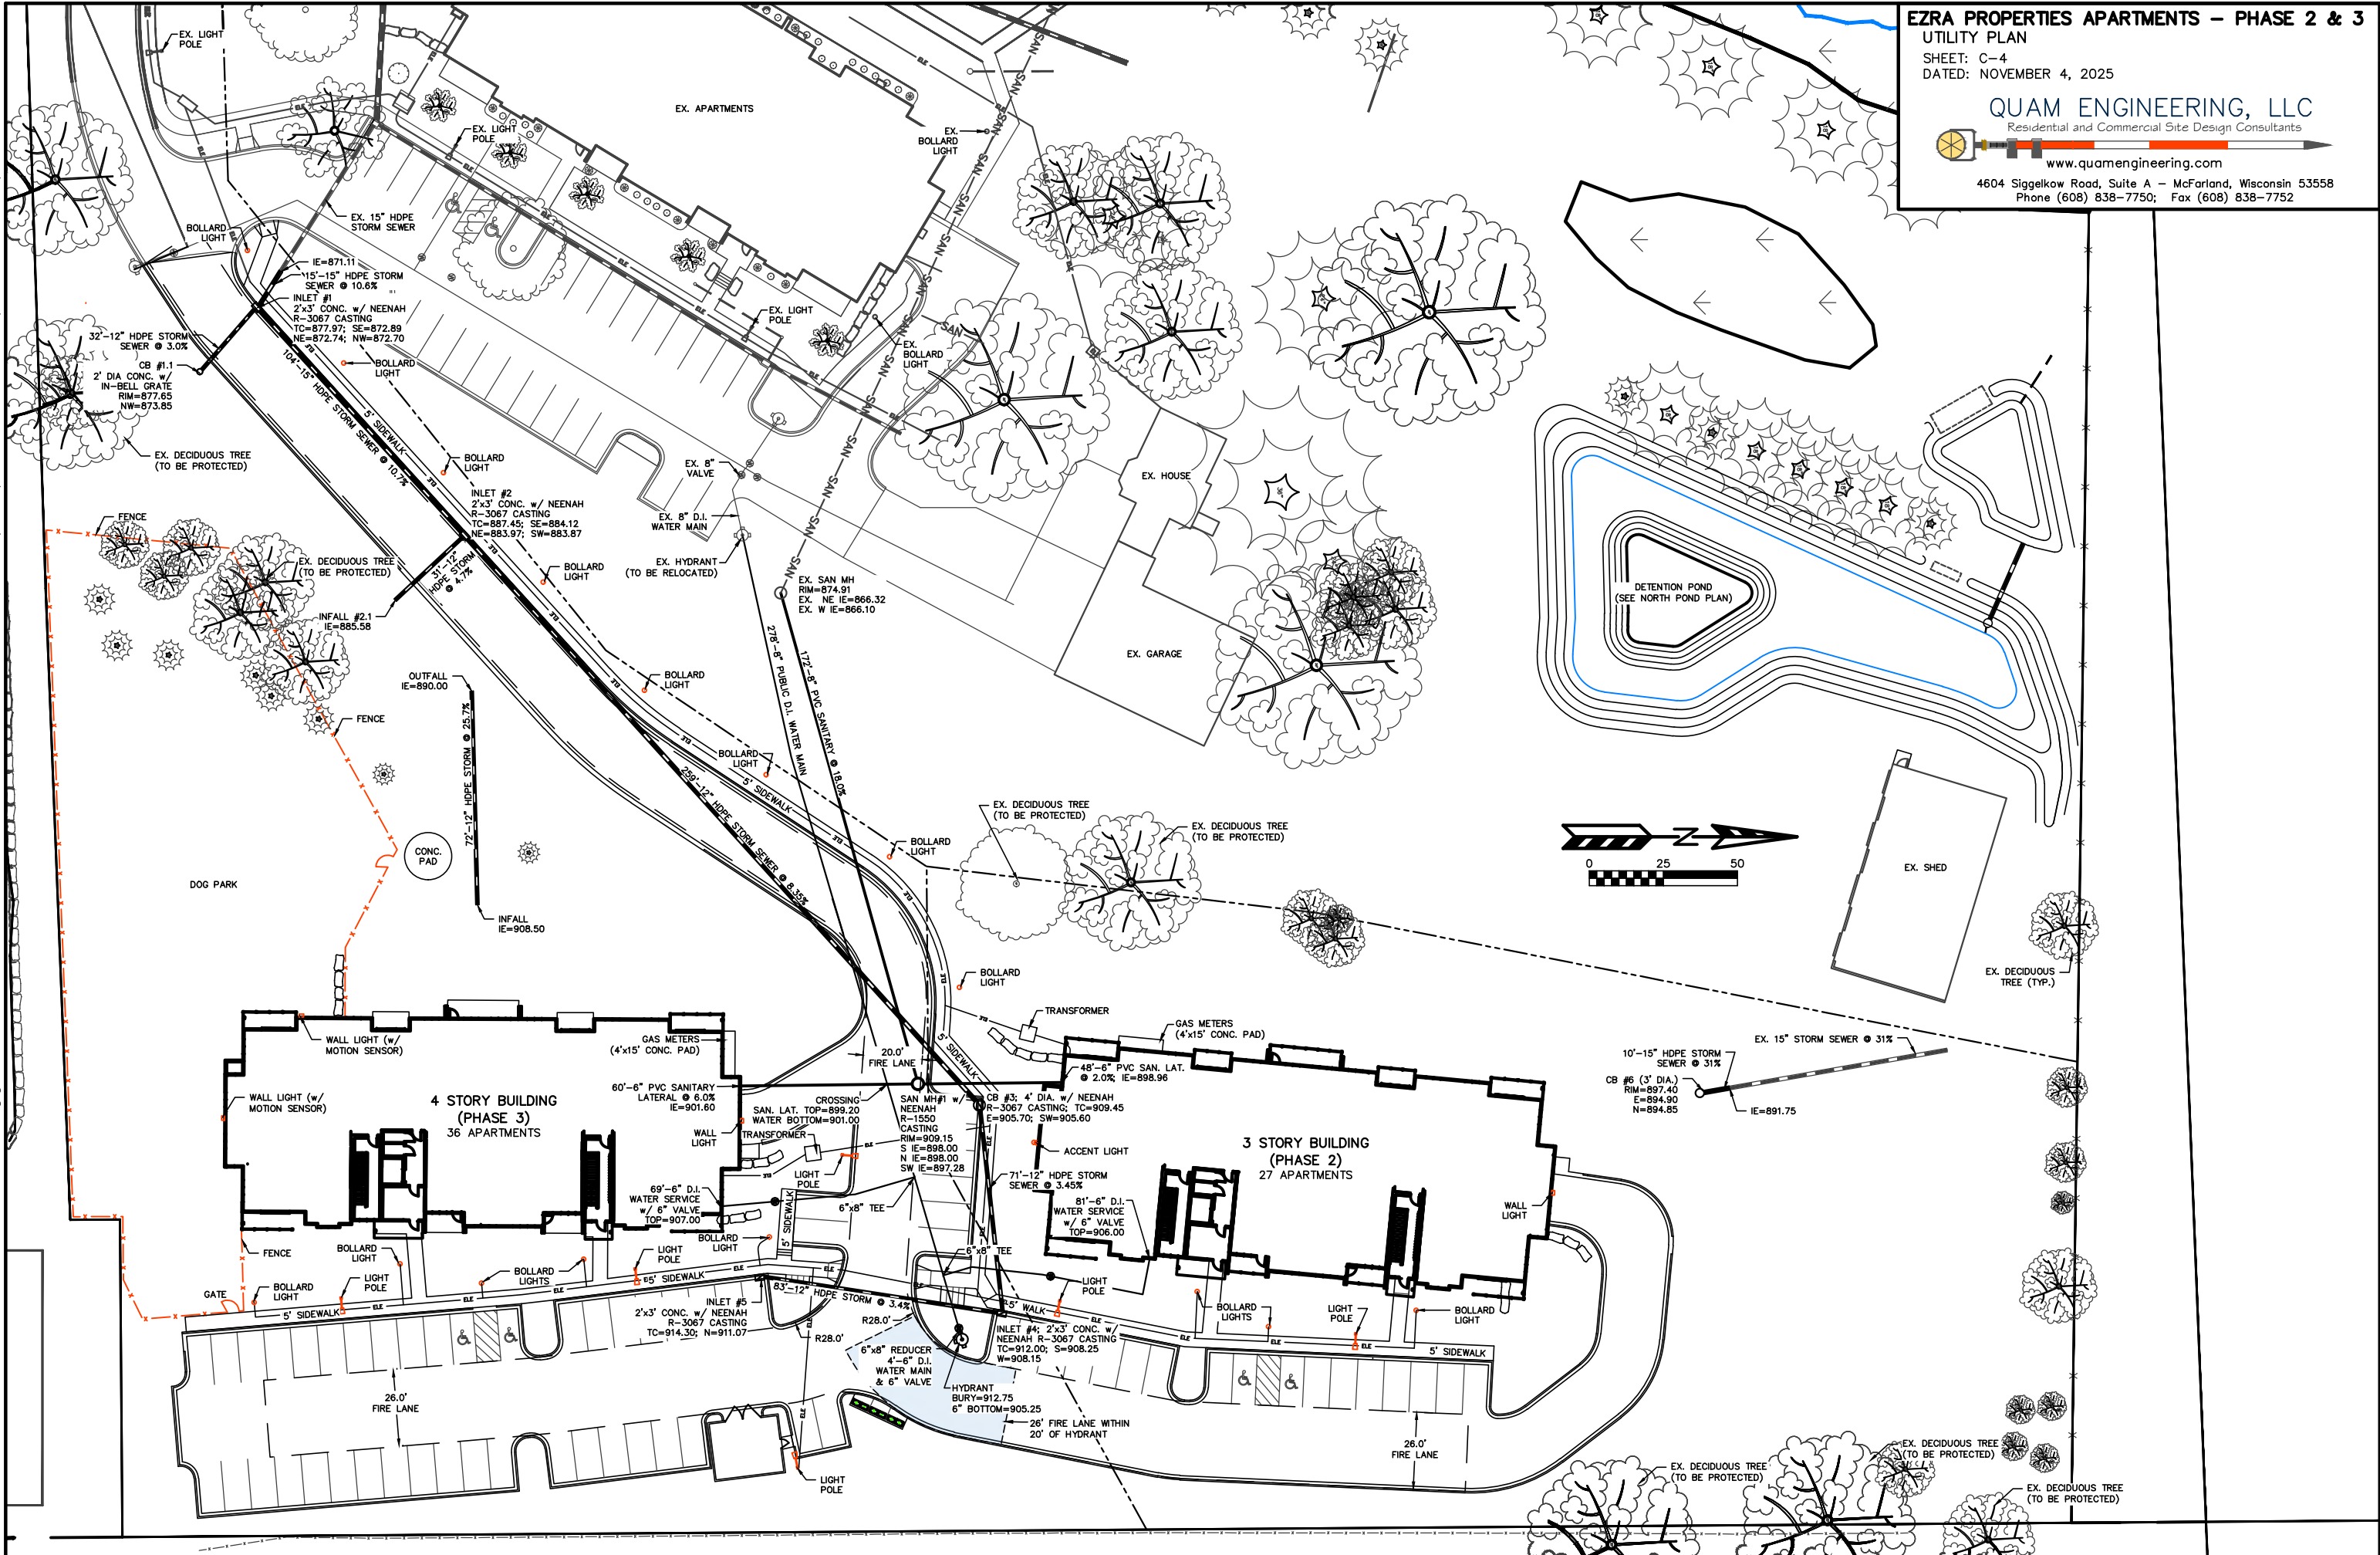 EZRA PROPERTIES APARTMENTS - PHASE 2 & 3
UTILITY PLAN
SHEET: C-4
DATED: NOVEMBER 4, 2025
QUAM ENGINEERING, LLC
Residential and Commercial Site Design Consultants
www.quamengineering.com
4604 Siggelkow Road, Suite A - McFarland, Wisconsin 53558
Phone (608) 838-7750; Fax (608) 838-7752
EX. LIGHT
POLE
EX. APARTMENTS
EX. LIGHT
POLE
EX.
BOLLARD
LIGHT
EX. 15" HDPE
STORM SEWER
BOLLARD
LIGHT
IE=871.11
15'-15" HDPE STORM
SEWER @ 10.6%
INLET #1
2'x3' CONC. w/ NEENAH
R-3067 CASTING
TC=877.97; SE=872.89
NE=872.74; NW=872.70
32'-12" HDPE STORM
SEWER @ 3.0%
CB #1.1
2' DIA CONC. w/
IN-BELL GRATE
RIM=877.65
NW=873.85
BOLLARD
LIGHT
EX. LIGHT
POLE
EX.
BOLLARD
LIGHT
104'-15" HDPE STORM SEWER @ 10.7%
5' SIDEWALK
EX. DECIDUOUS TREE
(TO BE PROTECTED)
BOLLARD
LIGHT
EX. 8"
VALVE
EX. HOUSE
INLET #2
2'x3' CONC. w/ NEENAH
R-3067 CASTING
TC=887.45; SE=884.12
NE=883.97; SW=883.87
EX. 8" D.I.
WATER MAIN
FENCE
EX. DECIDUOUS TREE
(TO BE PROTECTED)
31'-12"
HDPE STORM
@ 4.7%
BOLLARD
LIGHT
EX. HYDRANT
(TO BE RELOCATED)
EX. SAN MH
RIM=874.91
EX. NE IE=866.32
EX. W IE=866.10
DETENTION POND
(SEE NORTH POND PLAN)
INFALL #2.1
IE=885.58
EX. GARAGE
OUTFALL
IE=890.00
BOLLARD
LIGHT
278'-8" PUBLIC D.I. WATER MAIN
172'-8" PVC SANITARY @ 18.0%
FENCE
72'-12" HDPE STORM @ 25.7%
BOLLARD
LIGHT
5' SIDEWALK
259'-12" HDPE STORM SEWER @ 8.35%
EX. DECIDUOUS TREE
(TO BE PROTECTED)
EX. DECIDUOUS TREE
(TO BE PROTECTED)
BOLLARD
LIGHT
CONC.
PAD
Z
0 25 50
EX. SHED
DOG PARK
INFALL
IE=908.50
BOLLARD
LIGHT
EX. DECIDUOUS
TREE (TYP.)
TRANSFORMER
GAS METERS
(4'x15' CONC. PAD)
WALL LIGHT (w/
MOTION SENSOR)
GAS METERS
(4'x15' CONC. PAD)
20.0'
FIRE LANE
5' SIDEWALK
EX. 15" STORM SEWER @ 31%
10'-15" HDPE STORM
SEWER @ 31%
CB #6 (3' DIA.)
RIM=897.40
E=894.90
N=894.85
IE=891.75
48'-6" PVC SAN. LAT.
@ 2.0%; IE=898.96
60'-6" PVC SANITARY
LATERAL @ 6.0%
IE=901.60
WALL LIGHT (w/
MOTION SENSOR)
4 STORY BUILDING
(PHASE 3)
36 APARTMENTS
CROSSING
SAN. LAT. TOP=899.20
WATER BOTTOM=901.00
SAN MH#1 w/
NEENAH
R-1550
CASTING
RIM=909.15
S IE=898.00
N IE=898.00
SW IE=897.28
CB #3; 4' DIA. w/ NEENAH
R-3067 CASTING; TC=909.45
E=905.70; SW=905.60
WALL
LIGHT
TRANSFORMER
ACCENT LIGHT
3 STORY BUILDING
(PHASE 2)
27 APARTMENTS
LIGHT
POLE
71'-12" HDPE STORM
SEWER @ 3.45%
69'-6" D.I.
WATER SERVICE
w/ 6" VALVE
TOP=907.00
6"x8" TEE
81'-6" D.I.
WATER SERVICE
w/ 6" VALVE
TOP=906.00
WALL
LIGHT
5' SIDEWALK
BOLLARD
LIGHT
6"x8" TEE
FENCE
BOLLARD
LIGHT
LIGHT
POLE
BOLLARD
LIGHTS
5' SIDEWALK
LIGHT
POLE
GATE
BOLLARD
LIGHT
LIGHT
POLE
5' SIDEWALK
83'-12" HDPE STORM @ 3.4%
INLET #5
2'x3' CONC. w/ NEENAH
R-3067 CASTING
TC=914.30; N=911.07
5' WALK
BOLLARD
LIGHTS
LIGHT
POLE
BOLLARD
LIGHT
R28.0'
R28.0'
INLET #4; 2'x3' CONC. w/
NEENAH R-3067 CASTING
TC=912.00; S=908.25
W=908.15
5' SIDEWALK
6"x8" REDUCER
4'-6" D.I.
WATER MAIN
& 6" VALVE
HYDRANT
BURY=912.75
6" BOTTOM=905.25
26.0'
FIRE LANE
26' FIRE LANE WITHIN
20' OF HYDRANT
26.0'
FIRE LANE
LIGHT
POLE
EX. DECIDUOUS TREE
(TO BE PROTECTED)
EX. DECIDUOUS TREE
(TO BE PROTECTED)
EX. DECIDUOUS TREE
(TO BE PROTECTED)